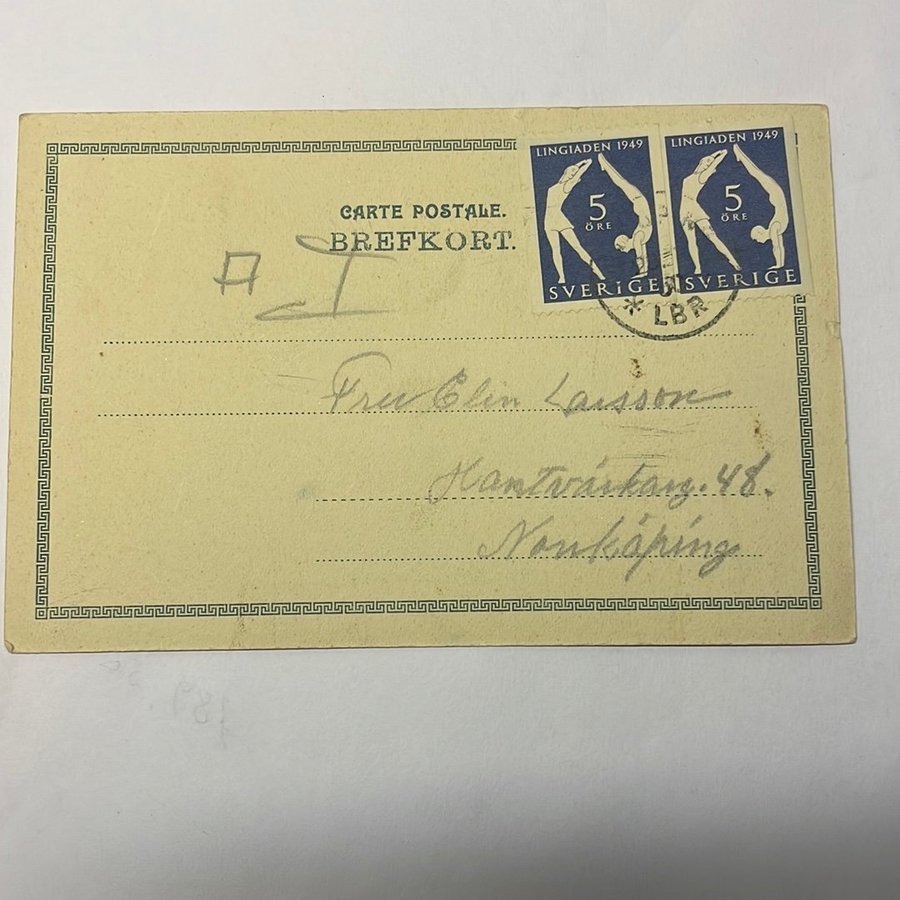 LINGIADEN 1949
5
ÖRE
SVERIGE
LINGIADEN 1949
5
ÖRE
SVERIGE
CARTE POSTALE.
BREFKORT.
* LBR
Fru Elin Larsson
48.
Norrköping